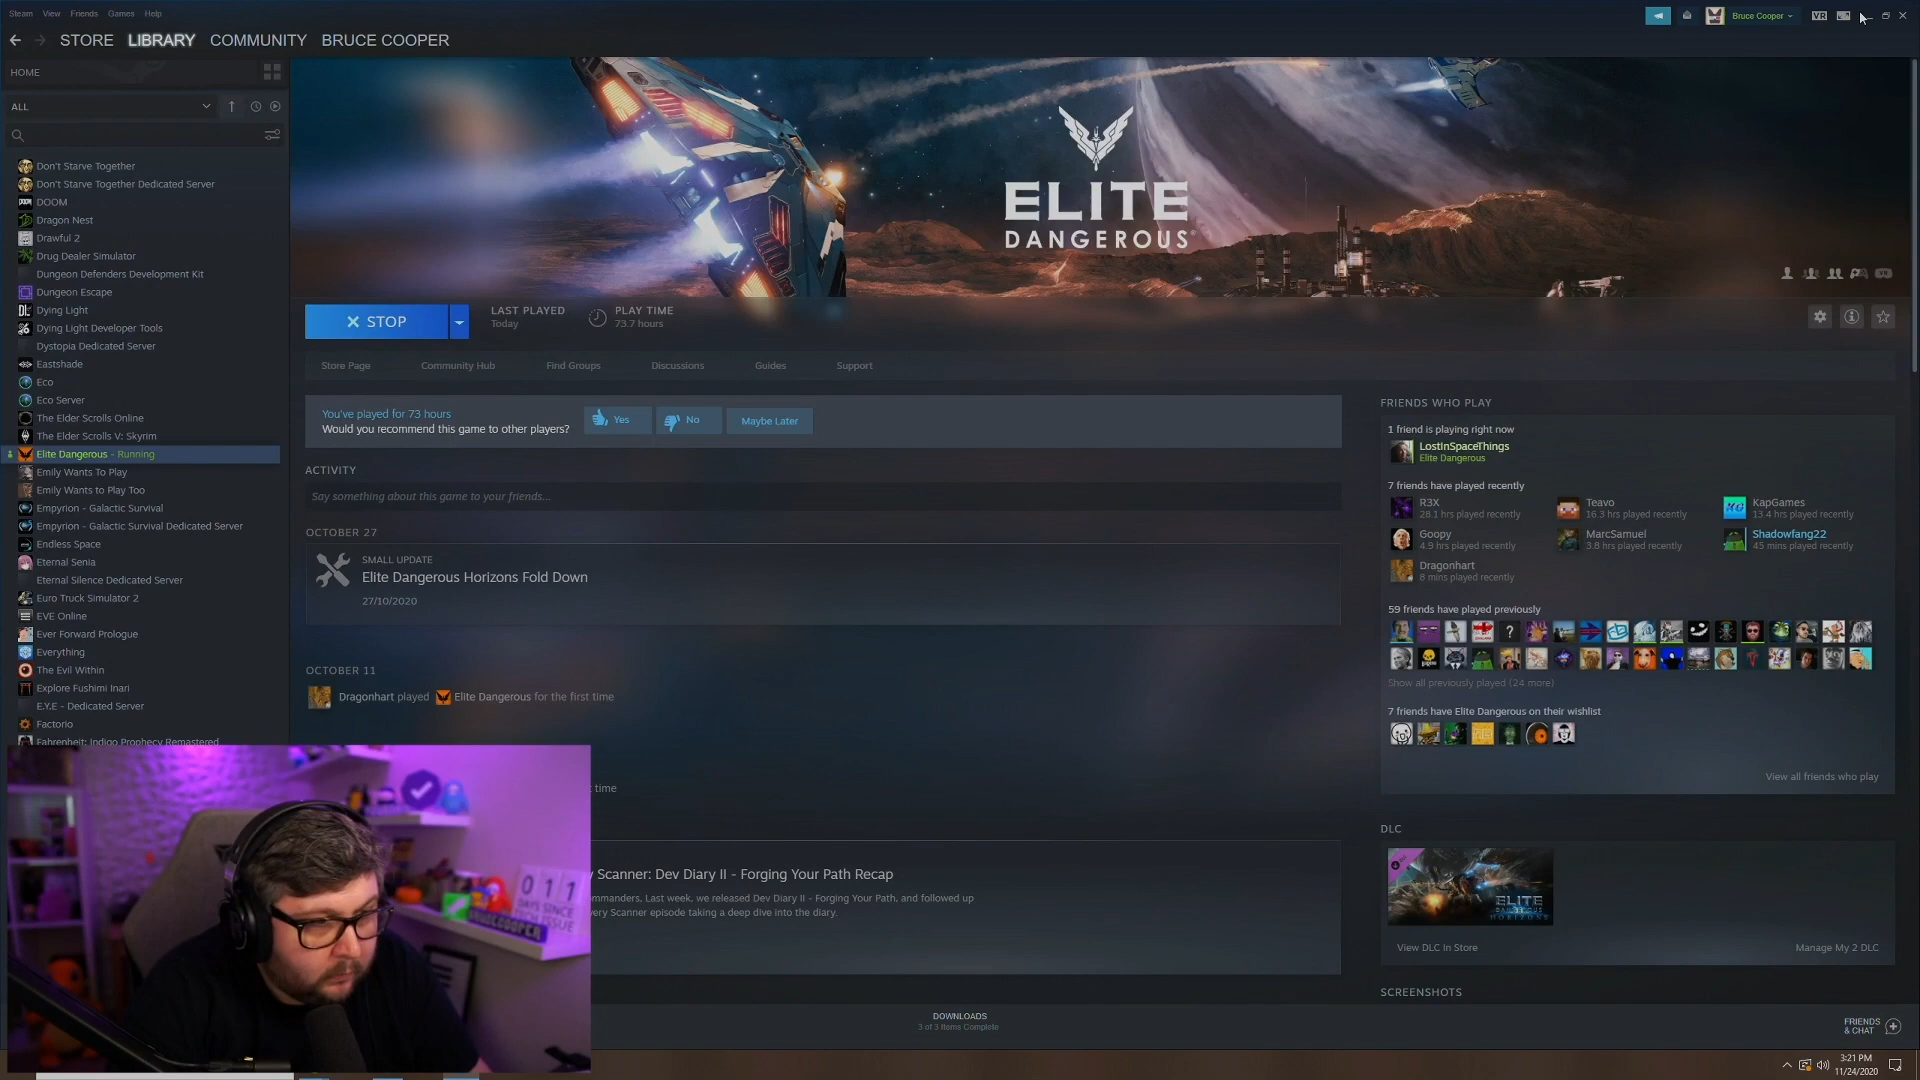 Steam View Friends Games Help
Bruce Cooper
VR
STORE LIBRARY COMMUNITY BRUCE COOPER
HOME
ALL
Don't Starve Together
Don't Starve Together Dedicated Server
DOOM
Dragon Nest
Drawful 2
Drug Dealer Simulator
Dungeon Defenders Development Kit
Dungeon Escape
Dying Light
Dying Light Developer Tools
Dystopia Dedicated Server
Eastshade
Eco
Eco Server
The Elder Scrolls Online
The Elder Scrolls V: Skyrim
Elite Dangerous - Running
Emily Wants To Play
Emily Wants to Play Too
Empyrion - Galactic Survival
Empyrion - Galactic Survival Dedicated Server
Endless Space
Eternal Senia
Eternal Silence Dedicated Server
Euro Truck Simulator 2
EVE Online
Ever Forward Prologue
Everything
The Evil Within
Explore Fushimi Inari
E.Y.E - Dedicated Server
Factorio
Fahrenheit: Indigo Prophecy Remastered
ELITE
DANGEROUS
STOP
LAST PLAYED
Today
PLAY TIME
73.7 hours
Store Page Community Hub Find Groups Discussions Guides Support
You've played for 73 hours
Would you recommend this game to other players?
Yes
No
Maybe Later
ACTIVITY
Say something about this game to your friends...
OCTOBER 27
SMALL UPDATE
Elite Dangerous Horizons Fold Down
27/10/2020
OCTOBER 11
Dragonhart played Elite Dangerous for the first time
time
Scanner: Dev Diary II - Forging Your Path Recap
ommanders, Last week, we released Dev Diary II - Forging Your Path, and followed up
very Scanner episode taking a deep dive into the diary.
FRIENDS WHO PLAY
1 friend is playing right now
LostInSpaceThings
Elite Dangerous
7 friends have played recently
R3X
28.1 hrs played recently
Teavo
16.3 hrs played recently
KapGames
13.4 hrs played recently
Goopy
4.9 hrs played recently
MarcSamuel
3.8 hrs played recently
Shadowfang22
45 mins played recently
Dragonhart
8 mins played recently
59 friends have played previously
Show all previously played (24 more)
7 friends have Elite Dangerous on their wishlist
View all friends who play
DLC
ELITE
DANGEROUS
HORIZONS
View DLC In Store
Manage My 2 DLC
SCREENSHOTS
011
DAYS SINCE
TECH ISSUE
BRUCECOOPER
DOWNLOADS
3 of 3 Items Complete
FRIENDS
& CHAT
3:21 PM
11/24/2020